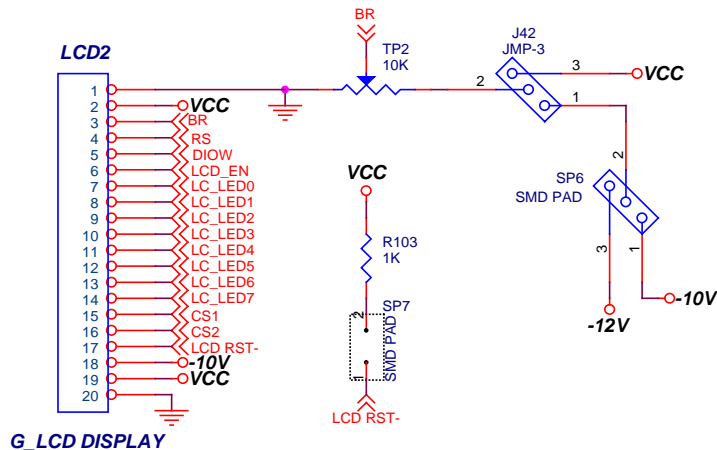 BR
LCD2
TP2
10K
J42
JMP-3
3
VCC
2
1
1
2
3
4
5
6
7
8
9
10
11
12
13
14
15
16
17
18
19
20
VCC
BR
RS
DIOW
LCD_EN
LC_LED0
LC_LED1
LC_LED2
LC_LED3
LC_LED4
LC_LED5
LC_LED6
LC_LED7
CS1
CS2
LCD RST-
-10V
VCC
VCC
R103
1K
SP7
SMD PAD
2
1
LCD RST-
SP6
SMD PAD
2
3
1
-10V
-12V
G_LCD DISPLAY